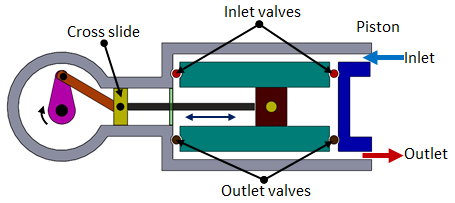 Inlet valves
Piston
Cross slide
Inlet
Outlet
Outlet valves